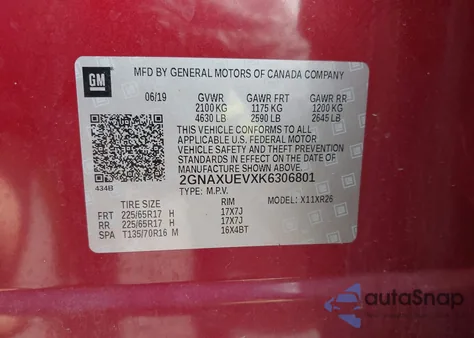 GM
MFD BY GENERAL MOTORS OF CANADA COMPANY
06/19 GVWR GAWR FRT GAWR RR
2100 KG 1175 KG 1200 KG
4630 LB 2590 LB 2645 LB
THIS VEHICLE CONFORMS TO ALL
APPLICABLE U.S. FEDERAL MOTOR
VEHICLE SAFETY AND THEFT PREVENTION
STANDARDS IN EFFECT ON THE DATE OF
MANUFACTURE SHOWN ABOVE.
434B
2GNAXUEVXK6306801
TYPE: M.P.V.
TIRE SIZE RIM MODEL: X11XR26
FRT 225/65R17 H 17X7J
RR 225/65R17 H 17X7J
SPA T135/70R16 M 16X4BT
autoSnap